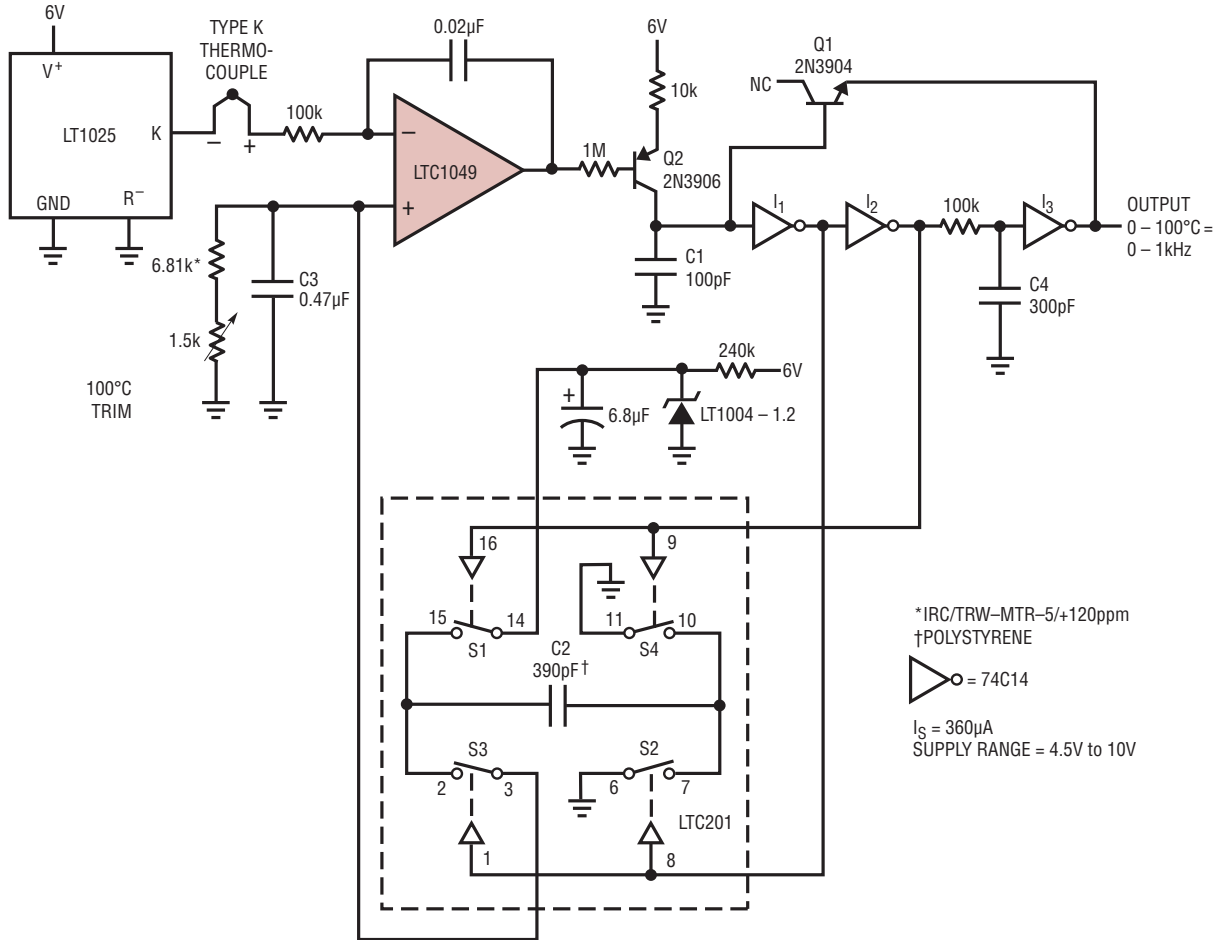 6V
V+
LT1025
K
GND
R–
TYPE K
THERMO-
COUPLE
–
+
100k
0.02µF
–
LTC1049
+
6.81k*
1.5k
100°C
TRIM
C3
0.47µF
1M
6V
10k
Q2
2N3906
C1
100pF
Q1
2N3904
NC
I1
I2
100k
I3
C4
300pF
OUTPUT
0 – 100°C =
0 – 1kHz
240k
6V
+
6.8µF
LT1004 – 1.2
16
9
15
14
S1
11
10
S4
C2
390pF†
S3
2
3
1
S2
6
7
8
LTC201
*IRC/TRW–MTR–5/+120ppm
†POLYSTYRENE
= 74C14
IS = 360µA
SUPPLY RANGE = 4.5V to 10V